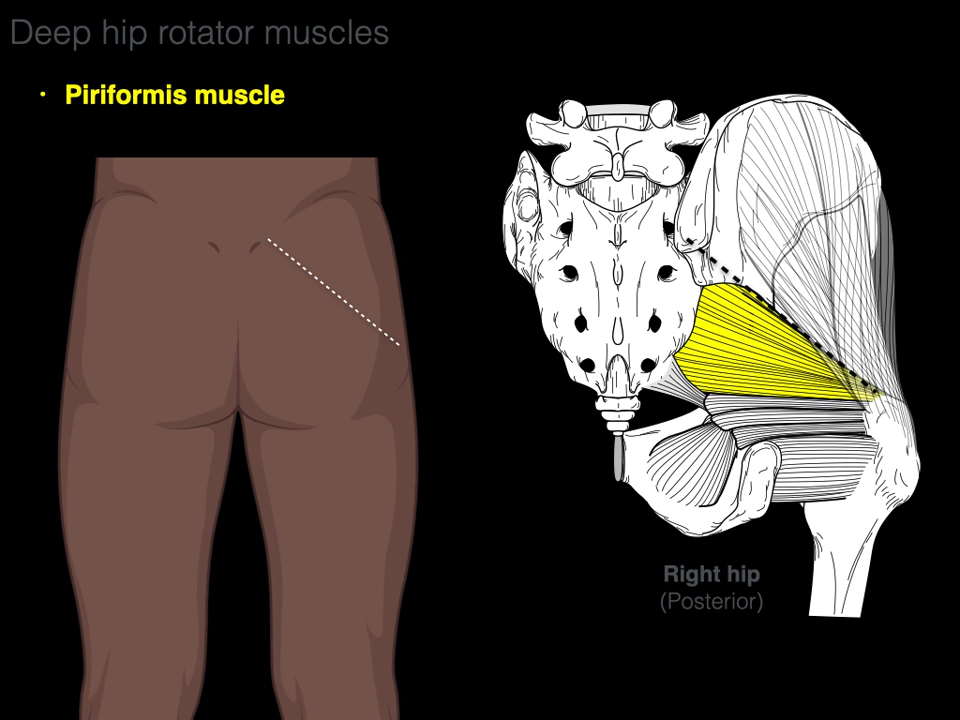 Deep hip rotator muscles
• Piriformis muscle
Right hip
(Posterior)